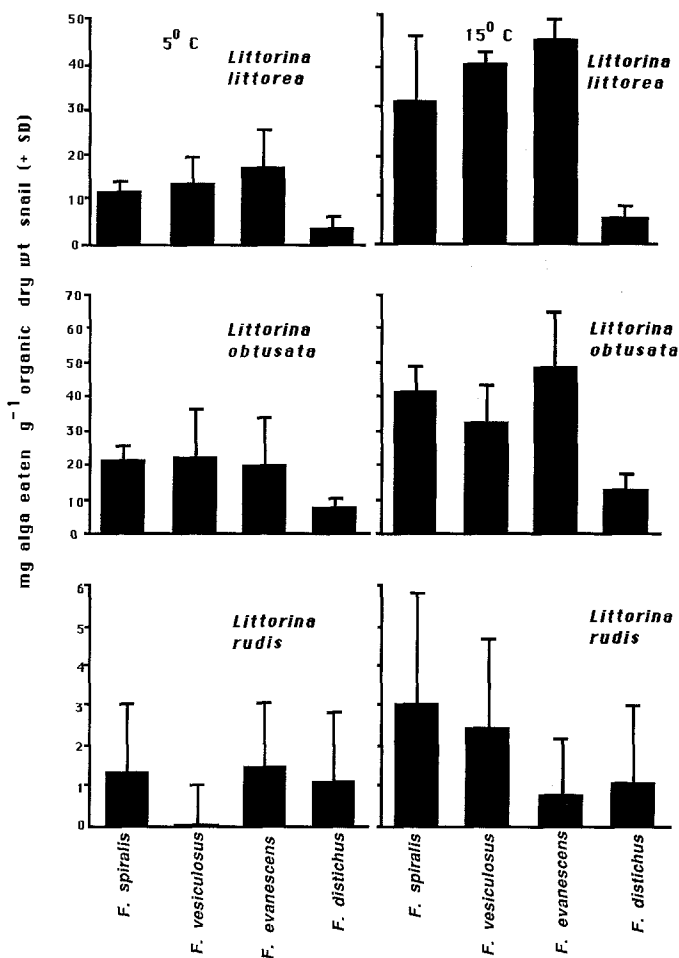 mg alga eaten g⁻¹ organic dry wt snail (+ SD)
5⁰ C
Littorina
littorea
50
40
30
20
10
0
15⁰ C
Littorina
littorea
Littorina
obtusata
70
60
50
40
30
20
10
0
Littorina
obtusata
Littorina
rudis
6
5
4
3
2
1
0
Littorina
rudis
F. spiralis
F. vesiculosus
F. evanescens
F. distichus
F. spiralis
F. vesiculosus
F. evanescens
F. distichus